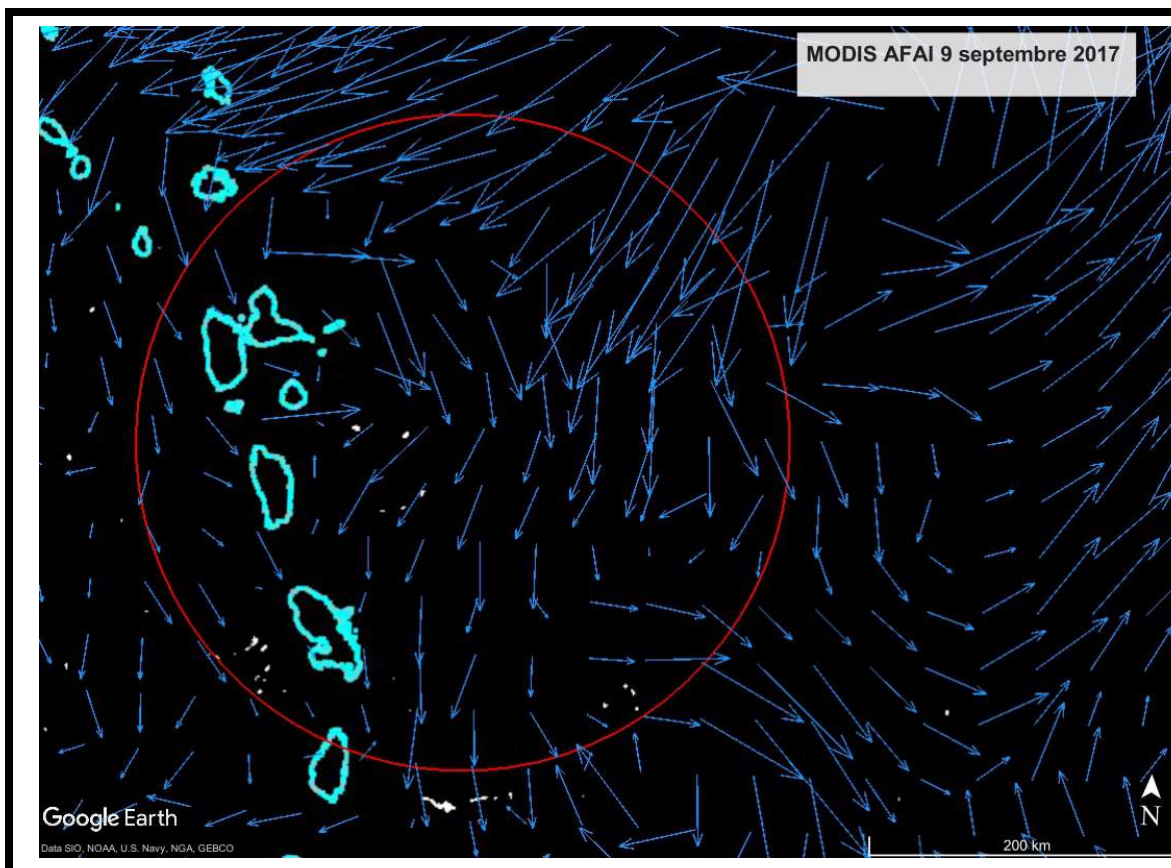 MODIS AFAI 9 septembre 2017
N
Google Earth
200 km
Data SIO, NOAA, U.S. Navy, NGA, GEBCO